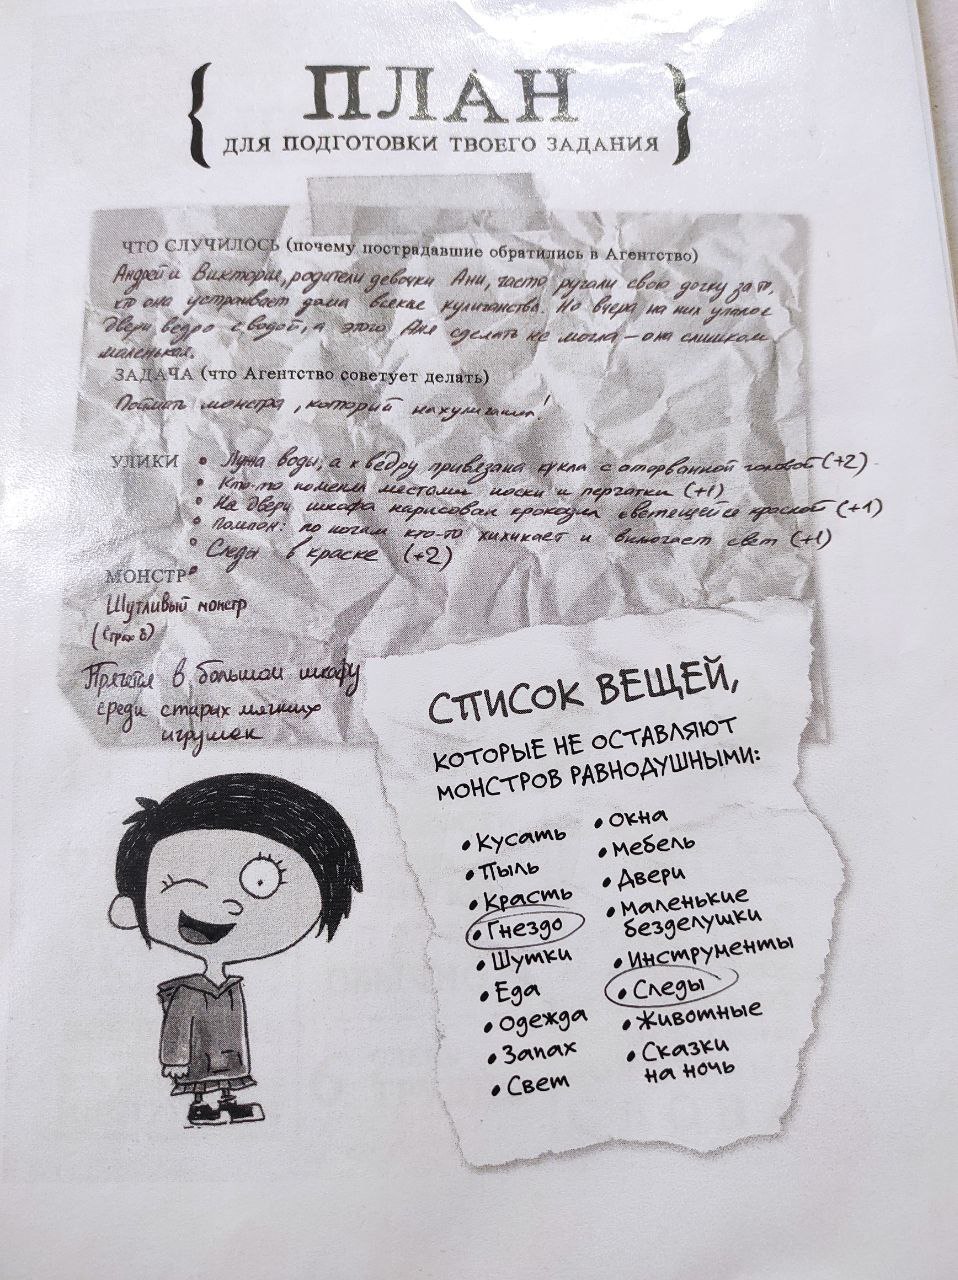 ПЛАН
ДЛЯ ПОДГОТОВКИ ТВОЕГО ЗАДАНИЯ
ЧТО СЛУЧИЛОСЬ (почему пострадавшие обратились в Агентство)
Андрей и Виктория, родители девочки Ани, часто ругали свою дочку за то,
что она устраивает дома всякие хулиганства. Но вчера на них упало с
двери ведро с водой, а этого Аня сделать не могла – она слишком
маленькая.
ЗАДАЧА (что Агентство советует делать)
Поймать монстра, который нахулиганил!
УЛИКИ • Лужа воды, а к ведру привязана кукла с оторванной головой (+2)
• Кто-то поменял местами носки и перчатки (+1)
• На двери шкафа нарисован крокодил светящейся краской (+1)
• по ночам кто-то хихикает и включает свет (+1)
• Следы в краске (+2)
МОНСТР
Шутливый монстр
(страх 8)
Прячется в большом шкафу
среди старых мягких
игрушек
СПИСОК ВЕЩЕЙ,
КОТОРЫЕ НЕ ОСТАВЛЯЮТ
МОНСТРОВ РАВНОДУШНЫМИ:
• Кусать
• Пыль
• Красть
• Гнездо
• Шутки
• Еда
• Одежда
• Запах
• Свет
• Окна
• Мебель
• Двери
• Маленькие
безделушки
• Инструменты
• Следы
• Животные
• Сказки
на ночь